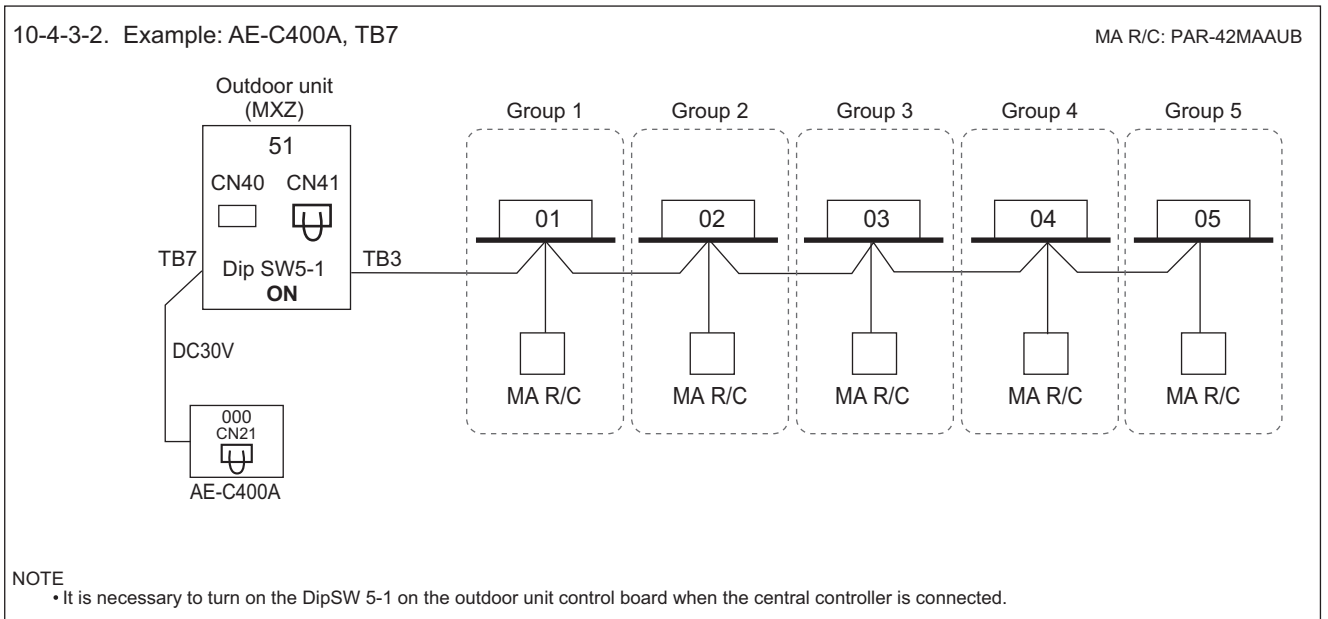 10-4-3-2. Example: AE-C400A, TB7
MA R/C: PAR-42MAAUB
Outdoor unit
(MXZ)
Group 1
Group 2
Group 3
Group 4
Group 5
51
CN40 CN41
01
02
03
04
05
TB7
Dip SW5-1
ON
TB3
DC30V
MA R/C
MA R/C
MA R/C
MA R/C
MA R/C
000
CN21
AE-C400A
NOTE
• It is necessary to turn on the DipSW 5-1 on the outdoor unit control board when the central controller is connected.